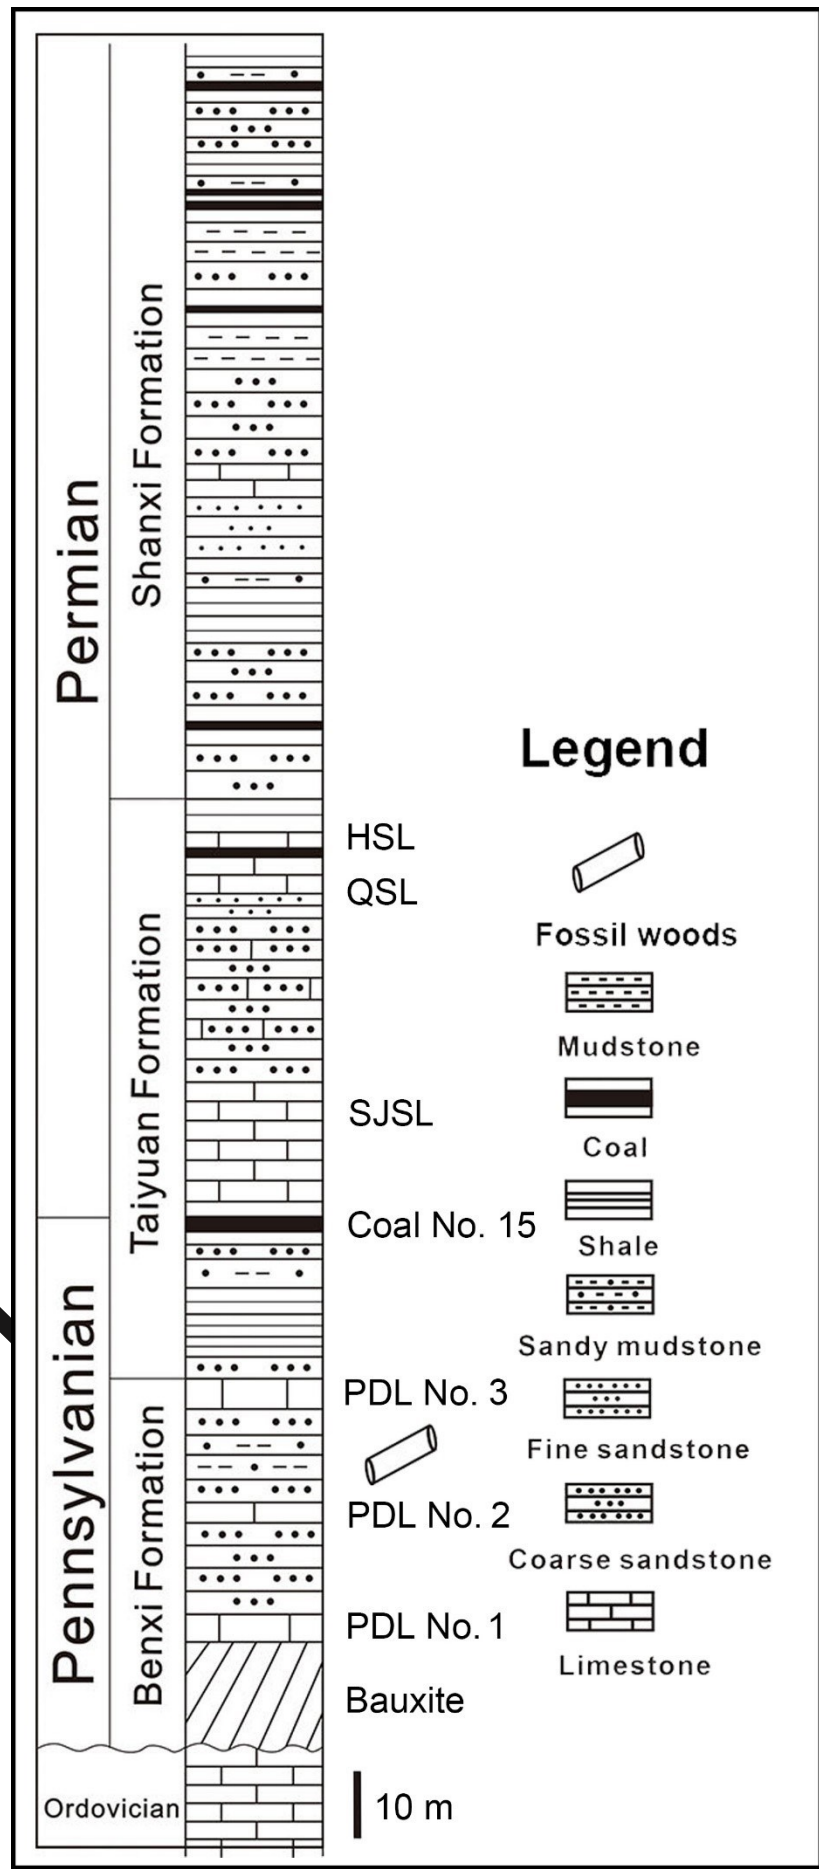 Permian
Shanxi Formation
Legend
HSL
QSL
Fossil woods
Mudstone
Taiyuan Formation
SJSL
Coal
Coal No. 15
Shale
Sandy mudstone
Pennsylvanian
PDL No. 3
Benxi Formation
Fine sandstone
PDL No. 2
Coarse sandstone
PDL No. 1
Limestone
Bauxite
Ordovician
10 m